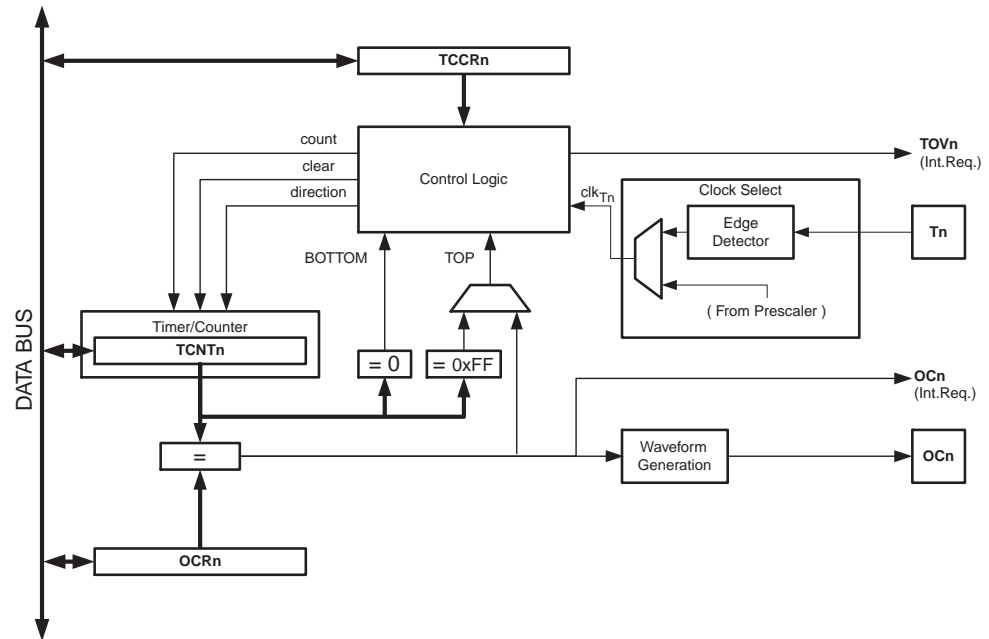 TCCRn
count
clear
direction
Control Logic
TOVn
(Int.Req.)
clkTn
Clock Select
Edge
Detector
Tn
( From Prescaler )
BOTTOM
TOP
DATA BUS
Timer/Counter
TCNTn
= 0
= 0xFF
OCn
(Int.Req.)
=
Waveform
Generation
OCn
OCRn